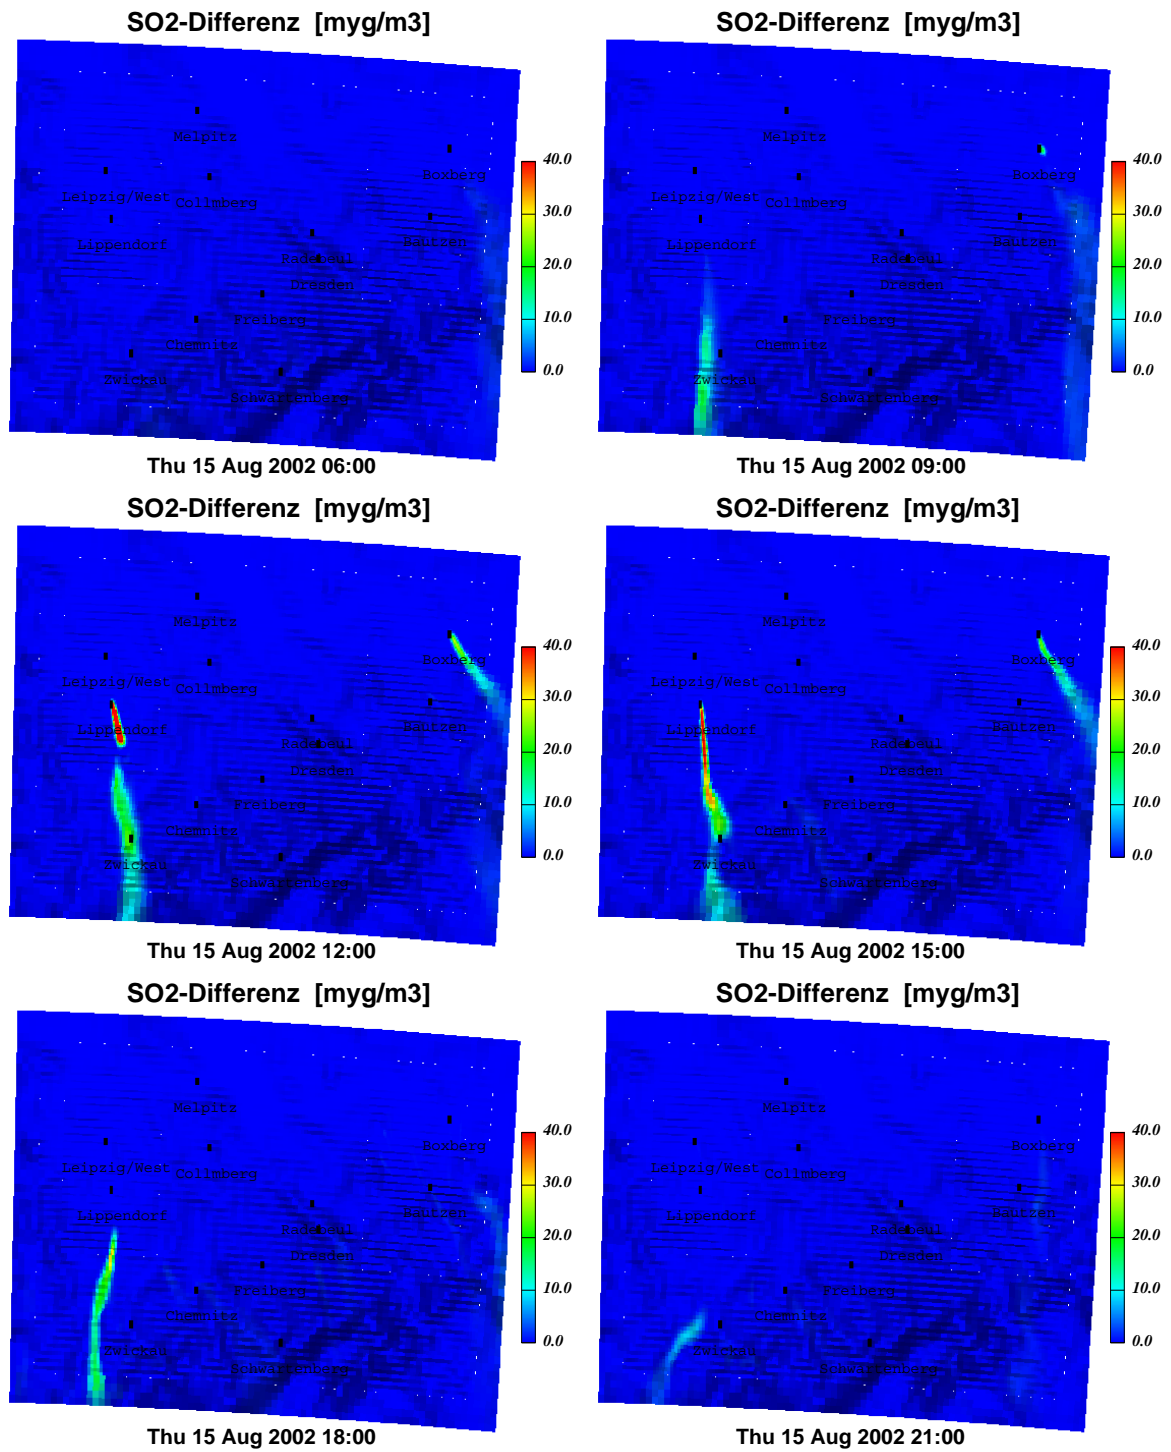 SO2-Differenz [myg/m3]
Melpitz
Boxberg
Leipzig/West
Collmberg
Lippendorf
Bautzen
Radebeul
Dresden
Freiberg
Chemnitz
Zwickau
Schwartenberg
40.0
30.0
20.0
10.0
0.0
Thu 15 Aug 2002 06:00
SO2-Differenz [myg/m3]
Melpitz
Boxberg
Leipzig/West
Collmberg
Lippendorf
Bautzen
Radebeul
Dresden
Freiberg
Chemnitz
Zwickau
Schwartenberg
40.0
30.0
20.0
10.0
0.0
Thu 15 Aug 2002 09:00
SO2-Differenz [myg/m3]
Melpitz
Boxberg
Leipzig/West
Collmberg
Lippendorf
Bautzen
Radebeul
Dresden
Freiberg
Chemnitz
Zwickau
Schwartenberg
40.0
30.0
20.0
10.0
0.0
Thu 15 Aug 2002 12:00
SO2-Differenz [myg/m3]
Melpitz
Boxberg
Leipzig/West
Collmberg
Lippendorf
Bautzen
Radebeul
Dresden
Freiberg
Chemnitz
Zwickau
Schwartenberg
40.0
30.0
20.0
10.0
0.0
Thu 15 Aug 2002 15:00
SO2-Differenz [myg/m3]
Melpitz
Boxberg
Leipzig/West
Collmberg
Lippendorf
Bautzen
Radebeul
Dresden
Freiberg
Chemnitz
Zwickau
Schwartenberg
40.0
30.0
20.0
10.0
0.0
Thu 15 Aug 2002 18:00
SO2-Differenz [myg/m3]
Melpitz
Boxberg
Leipzig/West
Collmberg
Lippendorf
Bautzen
Radebeul
Dresden
Freiberg
Chemnitz
Zwickau
Schwartenberg
40.0
30.0
20.0
10.0
0.0
Thu 15 Aug 2002 21:00